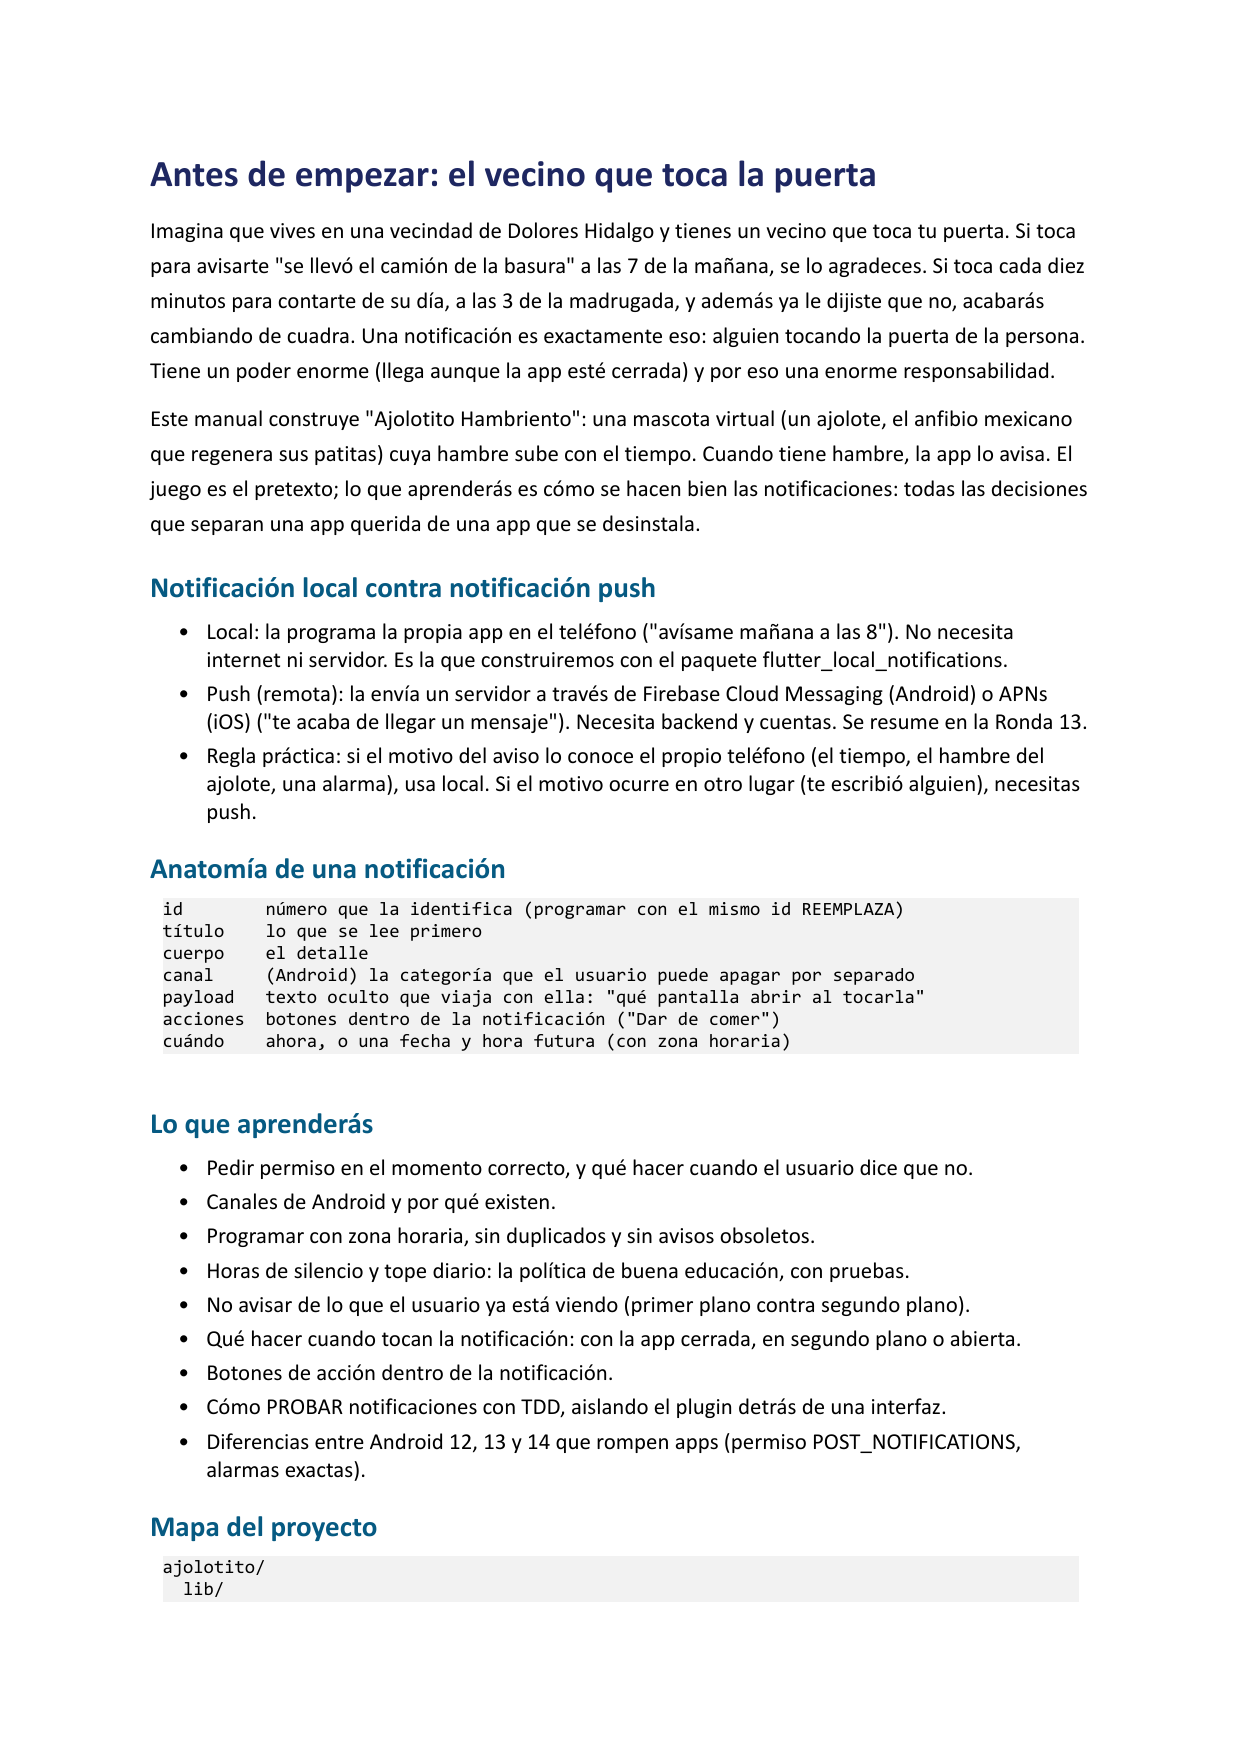 Antes de empezar: el vecino que toca la puerta
Imagina que vives en una vecindad de Dolores Hidalgo y tienes un vecino que toca tu puerta. Si toca
para avisarte "se llevó el camión de la basura" a las 7 de la mañana, se lo agradeces. Si toca cada diez
minutos para contarte de su día, a las 3 de la madrugada, y además ya le dijiste que no, acabarás
cambiando de cuadra. Una notificación es exactamente eso: alguien tocando la puerta de la persona.
Tiene un poder enorme (llega aunque la app esté cerrada) y por eso una enorme responsabilidad.
Este manual construye "Ajolotito Hambriento": una mascota virtual (un ajolote, el anfibio mexicano
que regenera sus patitas) cuya hambre sube con el tiempo. Cuando tiene hambre, la app lo avisa. El
juego es el pretexto; lo que aprenderás es cómo se hacen bien las notificaciones: todas las decisiones
que separan una app querida de una app que se desinstala.
Notificación local contra notificación push
• Local: la programa la propia app en el teléfono ("avísame mañana a las 8"). No necesita
internet ni servidor. Es la que construiremos con el paquete flutter_local_notifications.
• Push (remota): la envía un servidor a través de Firebase Cloud Messaging (Android) o APNs
(iOS) ("te acaba de llegar un mensaje"). Necesita backend y cuentas. Se resume en la Ronda 13.
• Regla práctica: si el motivo del aviso lo conoce el propio teléfono (el tiempo, el hambre del
ajolote, una alarma), usa local. Si el motivo ocurre en otro lugar (te escribió alguien), necesitas
push.
Anatomía de una notificación
id        número que la identifica (programar con el mismo id REEMPLAZA)
título    lo que se lee primero
cuerpo    el detalle
canal     (Android) la categoría que el usuario puede apagar por separado
payload   texto oculto que viaja con ella: "qué pantalla abrir al tocarla"
acciones  botones dentro de la notificación ("Dar de comer")
cuándo    ahora, o una fecha y hora futura (con zona horaria)
Lo que aprenderás
• Pedir permiso en el momento correcto, y qué hacer cuando el usuario dice que no.
• Canales de Android y por qué existen.
• Programar con zona horaria, sin duplicados y sin avisos obsoletos.
• Horas de silencio y tope diario: la política de buena educación, con pruebas.
• No avisar de lo que el usuario ya está viendo (primer plano contra segundo plano).
• Qué hacer cuando tocan la notificación: con la app cerrada, en segundo plano o abierta.
• Botones de acción dentro de la notificación.
• Cómo PROBAR notificaciones con TDD, aislando el plugin detrás de una interfaz.
• Diferencias entre Android 12, 13 y 14 que rompen apps (permiso POST_NOTIFICATIONS,
alarmas exactas).
Mapa del proyecto
ajolotito/
  lib/